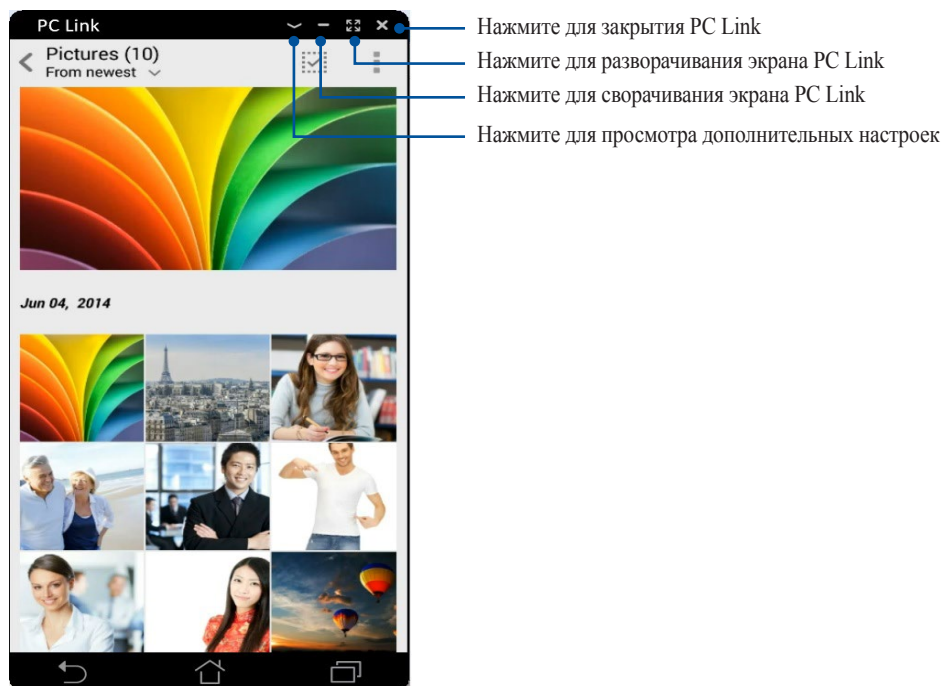 PC Link
Pictures (10)
From newest
Jun 04, 2014
Нажмите для закрытия PC Link
Нажмите для разворачивания экрана PC Link
Нажмите для сворачивания экрана PC Link
Нажмите для просмотра дополнительных настроек